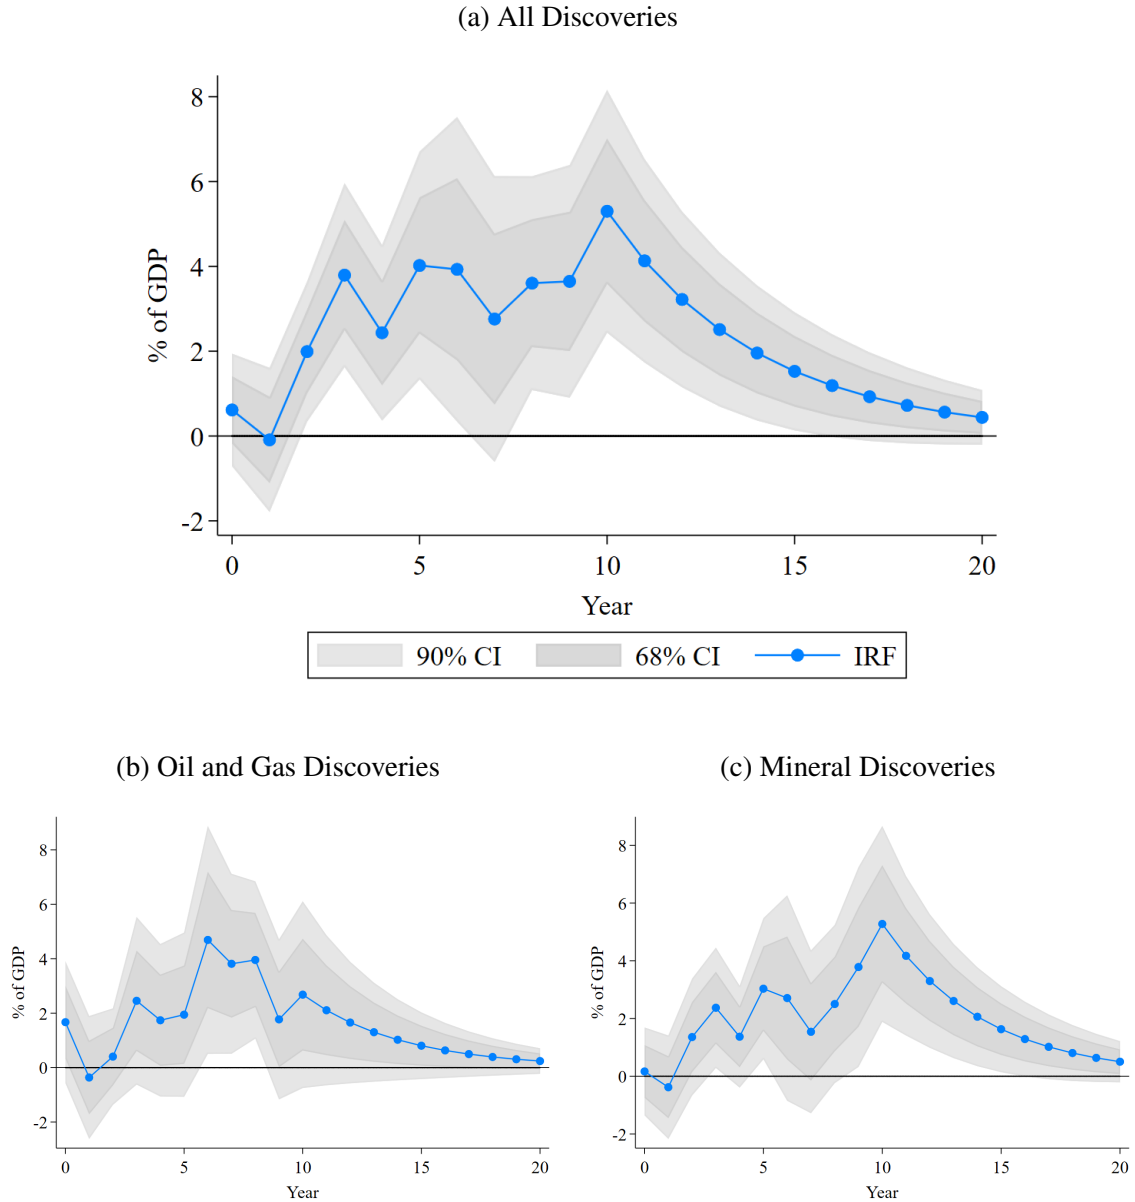 (a) All Discoveries
8
6
4
2
0
-2
% of GDP
0 5 10 15 20
Year
90% CI 68% CI IRF
(b) Oil and Gas Discoveries
8
6
4
2
0
-2
% of GDP
0 5 10 15 20
Year
(c) Mineral Discoveries
8
6
4
2
0
-2
% of GDP
0 5 10 15 20
Year